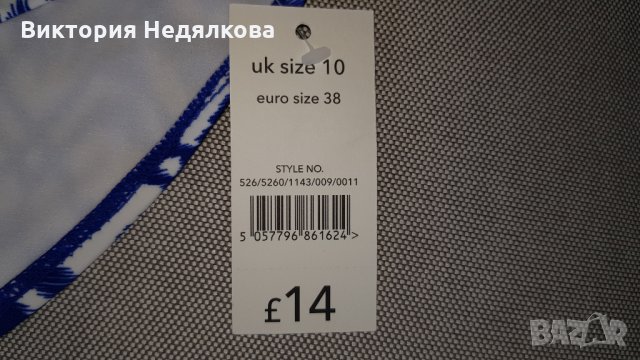 Виктория Недялкова
uk size 10
euro size 38
STYLE NO.
526/5260/1143/009/0011
5 057796 861624 >
£14
BAZAR